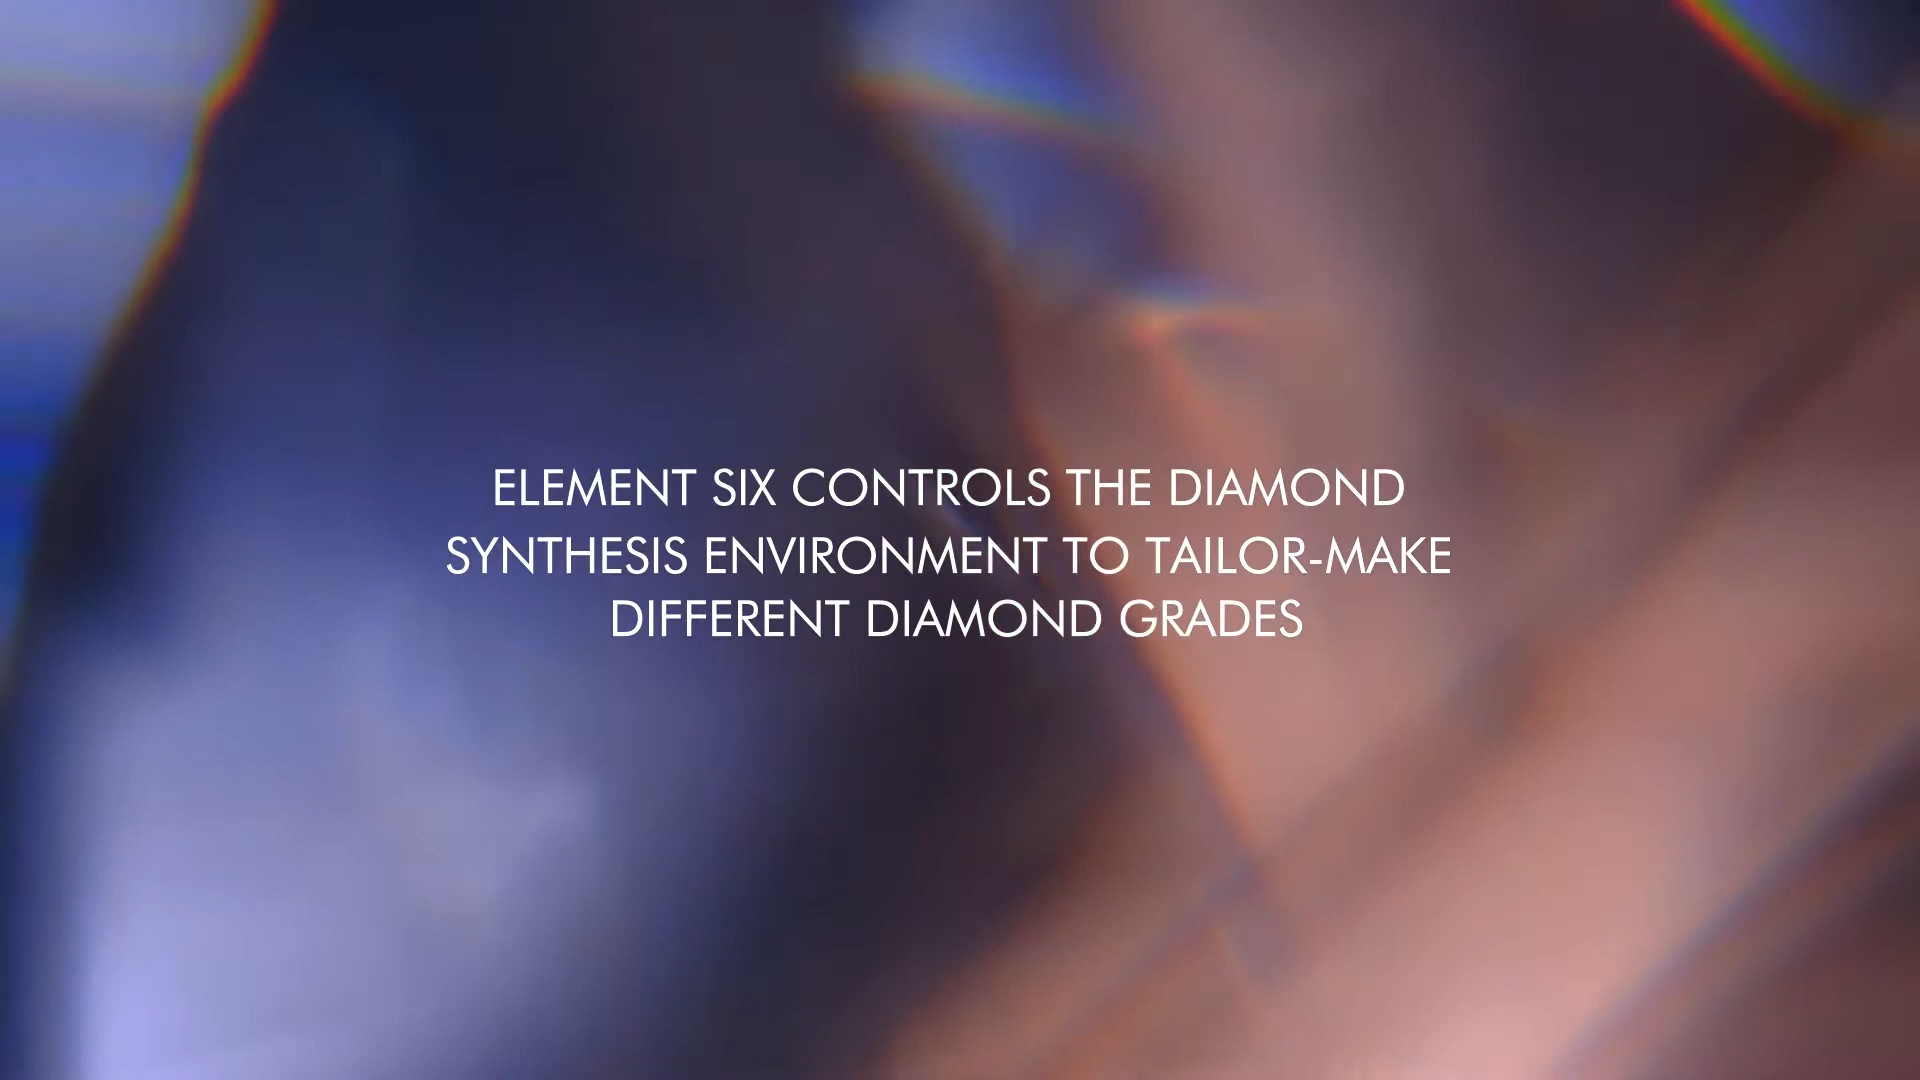 ELEMENT SIX CONTROLS THE DIAMOND
SYNTHESIS ENVIRONMENT TO TAILOR-MAKE
DIFFERENT DIAMOND GRADES